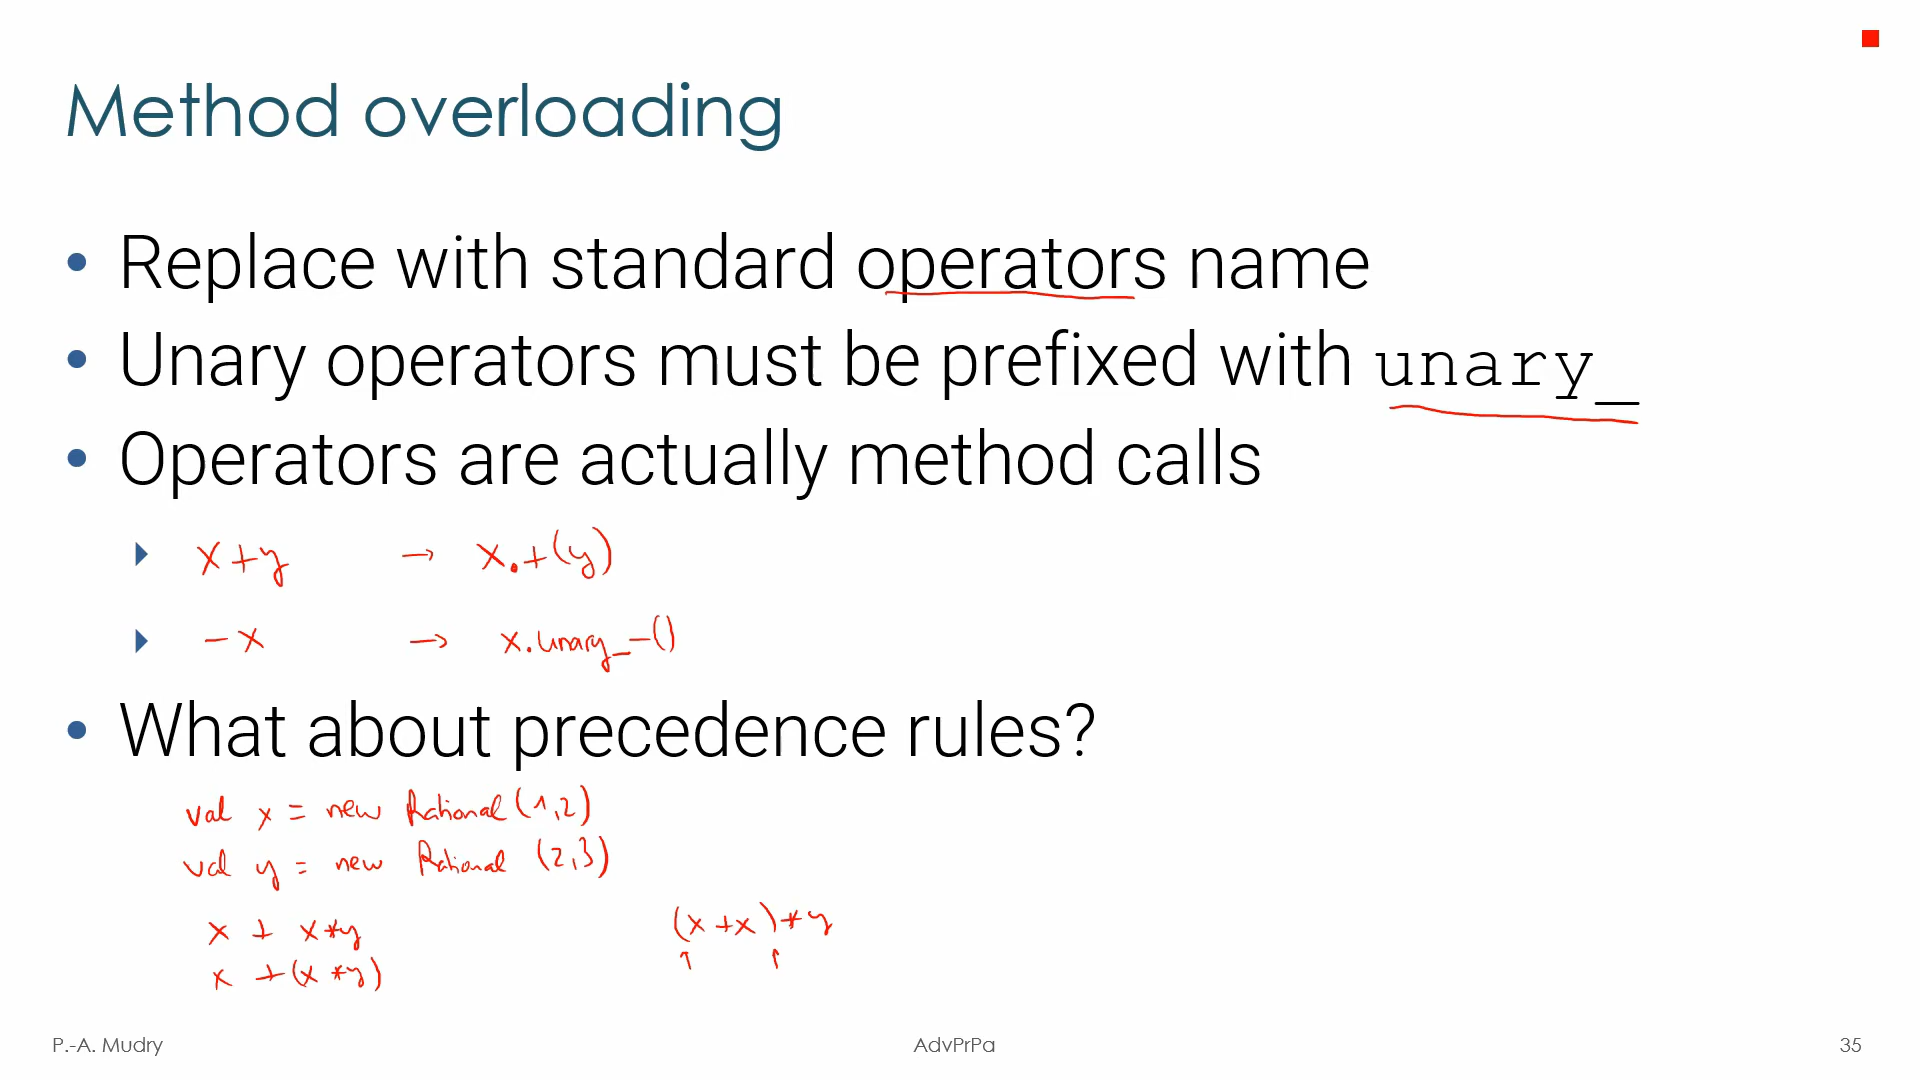 Method overloading
• Replace with standard operators name
• Unary operators must be prefixed with unary_
• Operators are actually method calls
x+y → x.+(y)
-x → x.unary_-()
• What about precedence rules?
val x = new Rational(1,2)
val y = new Rational (2,3)
x + x*y (x+x)*y
x +(x*y) ↑ ↑
P.-A. Mudry AdvPrPa 35